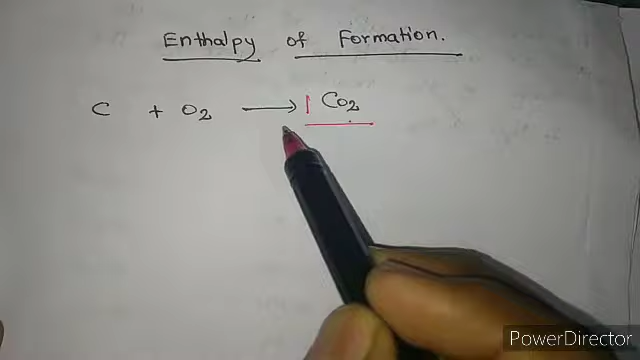 Enthalpy of Formation.
C + O₂ ⟶ 1 CO₂
PowerDirector